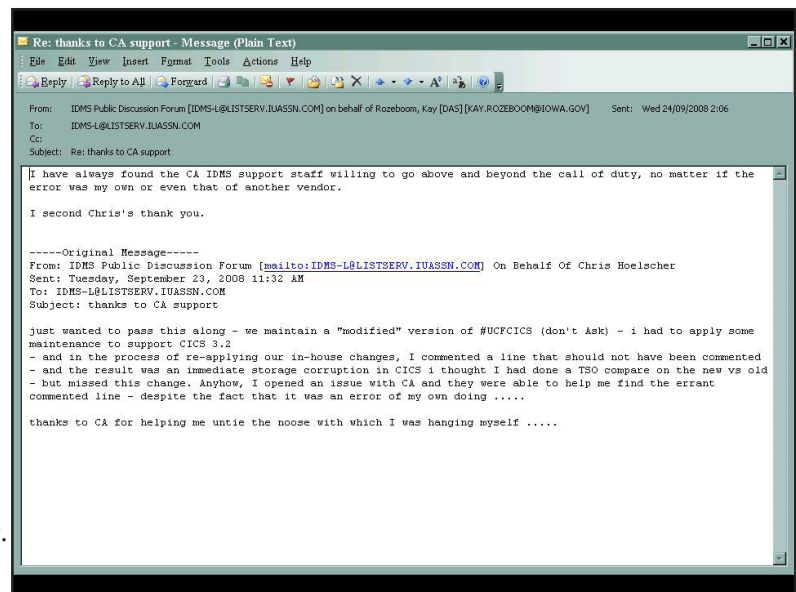 Re: thanks to CA support - Message (Plain Text)
File Edit View Insert Format Tools Actions Help
Reply Reply to All Forward
From: IDMS Public Discussion Forum [IDMS-L@LISTSERV.IUASSN.COM] on behalf of Rozeboom, Kay [DAS] [KAY.ROZEBOOM@IOWA.GOV] Sent: Wed 24/09/2008 2:06
To: IDMS-L@LISTSERV.IUASSN.COM
Cc:
Subject: Re: thanks to CA support
I have always found the CA IDMS support staff willing to go above and beyond the call of duty, no matter if the
error was my own or even that of another vendor.
I second Chris's thank you.
-----Original Message-----
From: IDMS Public Discussion Forum [mailto:IDMS-L@LISTSERV.IUASSN.COM] On Behalf Of Chris Hoelscher
Sent: Tuesday, September 23, 2008 11:32 AM
To: IDMS-L@LISTSERV.IUASSN.COM
Subject: thanks to CA support
just wanted to pass this along - we maintain a "modified" version of #UCFCICS (don't Ask) - i had to apply some
maintenance to support CICS 3.2
- and in the process of re-applying our in-house changes, I commented a line that should not have been commented
- and the result was an immediate storage corruption in CICS i thought I had done a TSO compare on the new vs old
- but missed this change. Anyhow, I opened an issue with CA and they were able to help me find the errant
commented line - despite the fact that it was an error of my own doing .....
thanks to CA for helping me untie the noose with which I was hanging myself .....
.